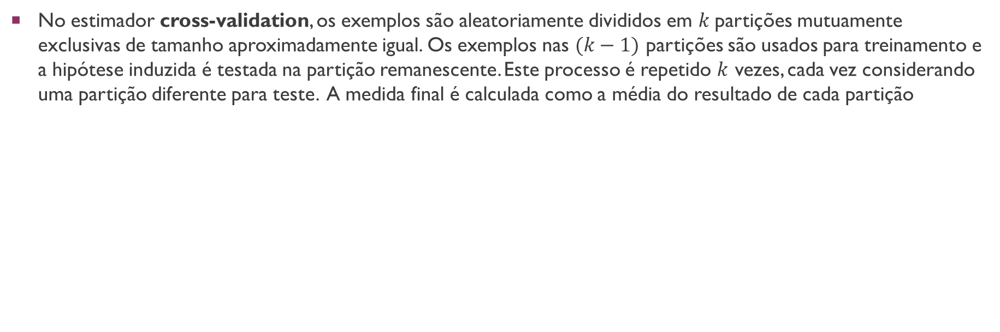 ▪ No estimador cross-validation, os exemplos são aleatoriamente divididos em k partições mutuamente
exclusivas de tamanho aproximadamente igual. Os exemplos nas (k − 1) partições são usados para treinamento e
a hipótese induzida é testada na partição remanescente. Este processo é repetido k vezes, cada vez considerando
uma partição diferente para teste. A medida final é calculada como a média do resultado de cada partição